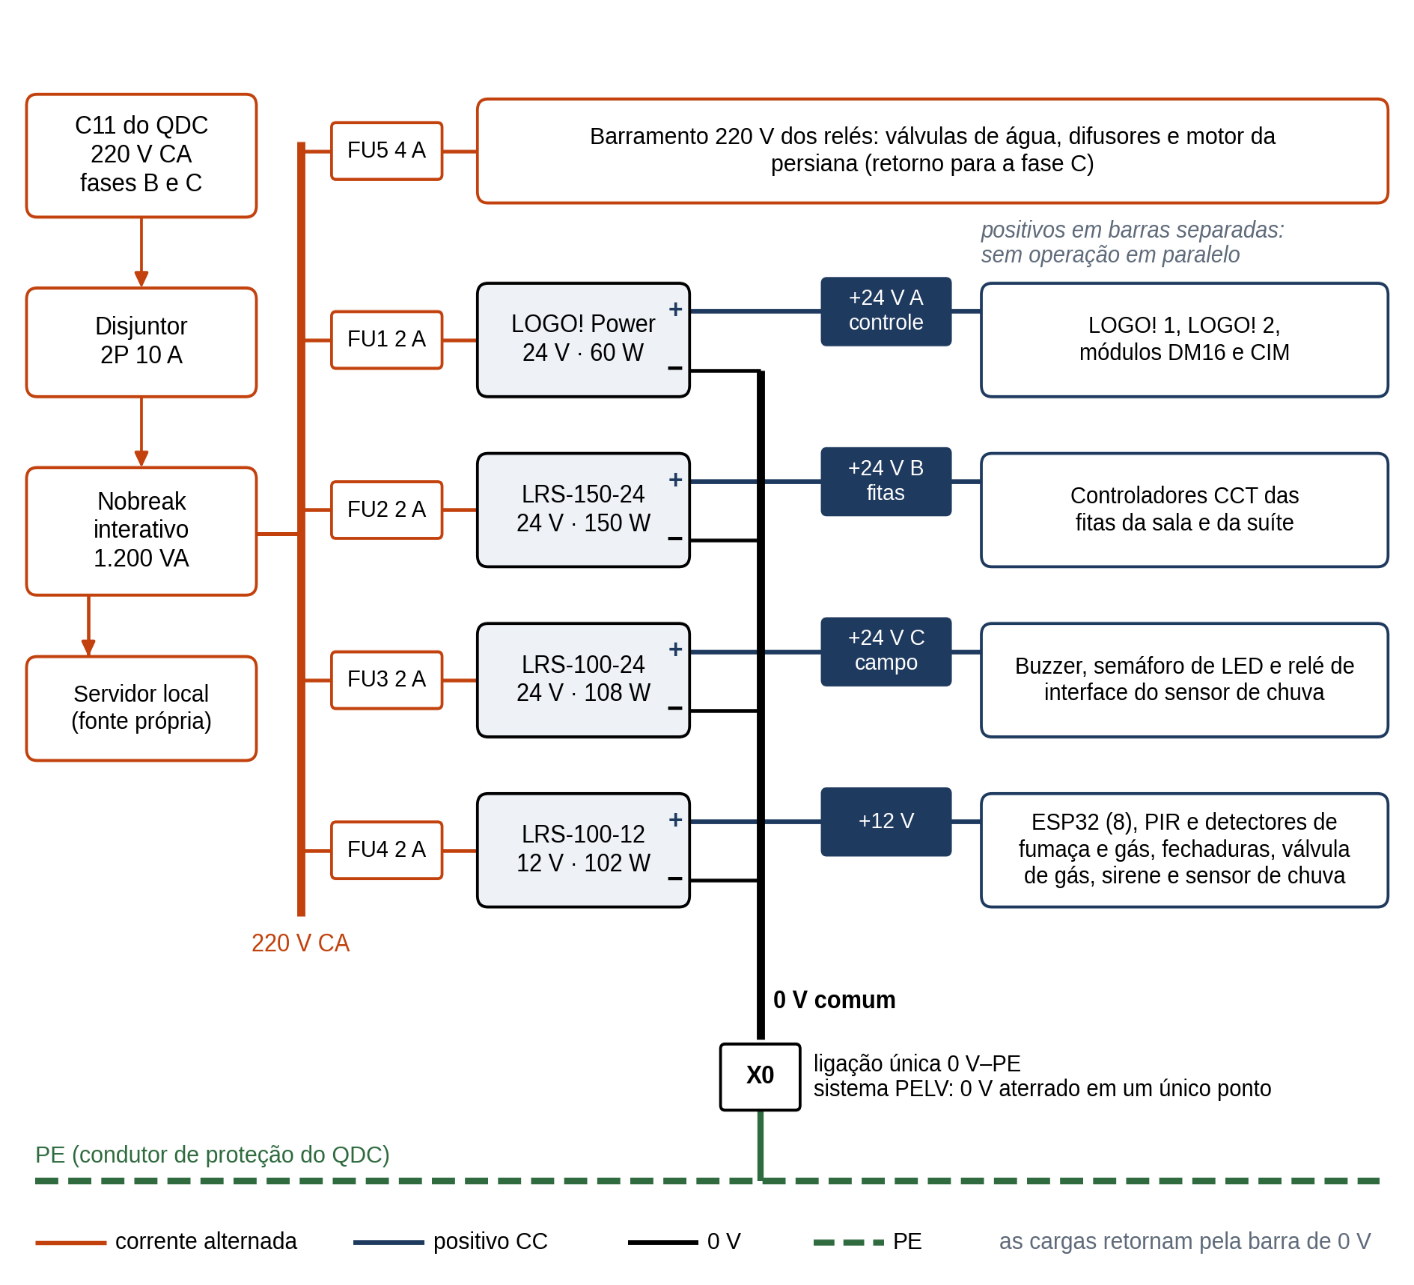 C11 do QDC
220 V CA
fases B e C
Disjuntor
2P 10 A
Nobreak
interativo
1.200 VA
Servidor local
(fonte própria)
220 V CA
FU5 4 A
Barramento 220 V dos relés: válvulas de água, difusores e motor da
persiana (retorno para a fase C)
positivos em barras separadas:
sem operação em paralelo
FU1 2 A
LOGO! Power
24 V · 60 W
+
−
+24 V A
controle
LOGO! 1, LOGO! 2,
módulos DM16 e CIM
FU2 2 A
LRS-150-24
24 V · 150 W
+
−
+24 V B
fitas
Controladores CCT das
fitas da sala e da suíte
FU3 2 A
LRS-100-24
24 V · 108 W
+
−
+24 V C
campo
Buzzer, semáforo de LED e relé de
interface do sensor de chuva
FU4 2 A
LRS-100-12
12 V · 102 W
+
−
+12 V
ESP32 (8), PIR e detectores de
fumaça e gás, fechaduras, válvula
de gás, sirene e sensor de chuva
0 V comum
X0
ligação única 0 V–PE
sistema PELV: 0 V aterrado em um único ponto
PE (condutor de proteção do QDC)
corrente alternada
positivo CC
0 V
PE
as cargas retornam pela barra de 0 V